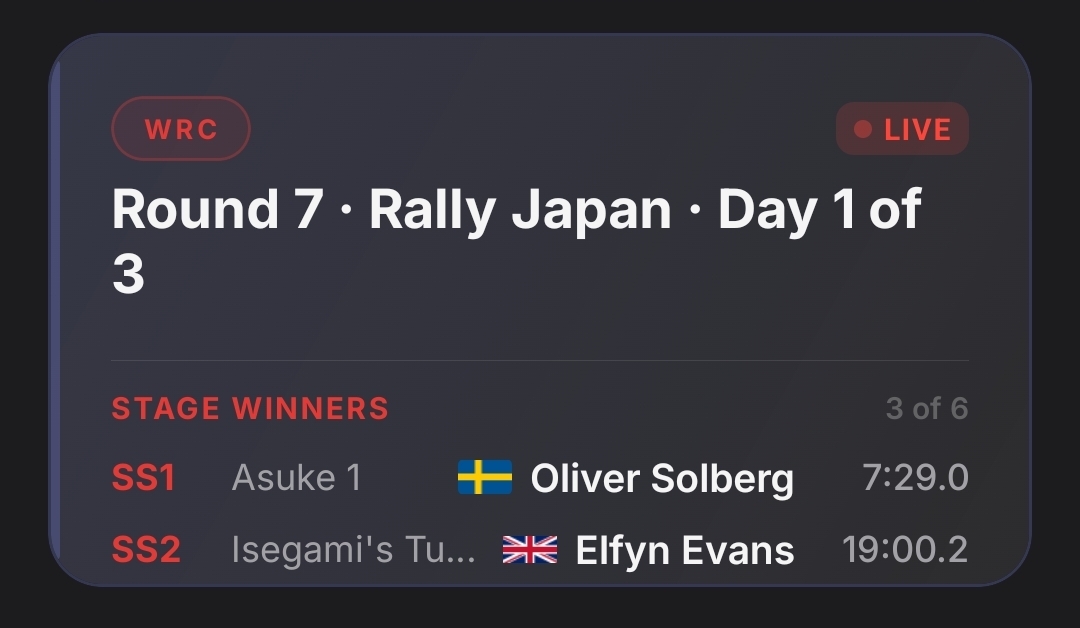 WRC
LIVE
Round 7 · Rally Japan · Day 1 of
3
STAGE WINNERS 3 of 6
SS1 Asuke 1 Oliver Solberg 7:29.0
SS2 Isegami's Tu... Elfyn Evans 19:00.2